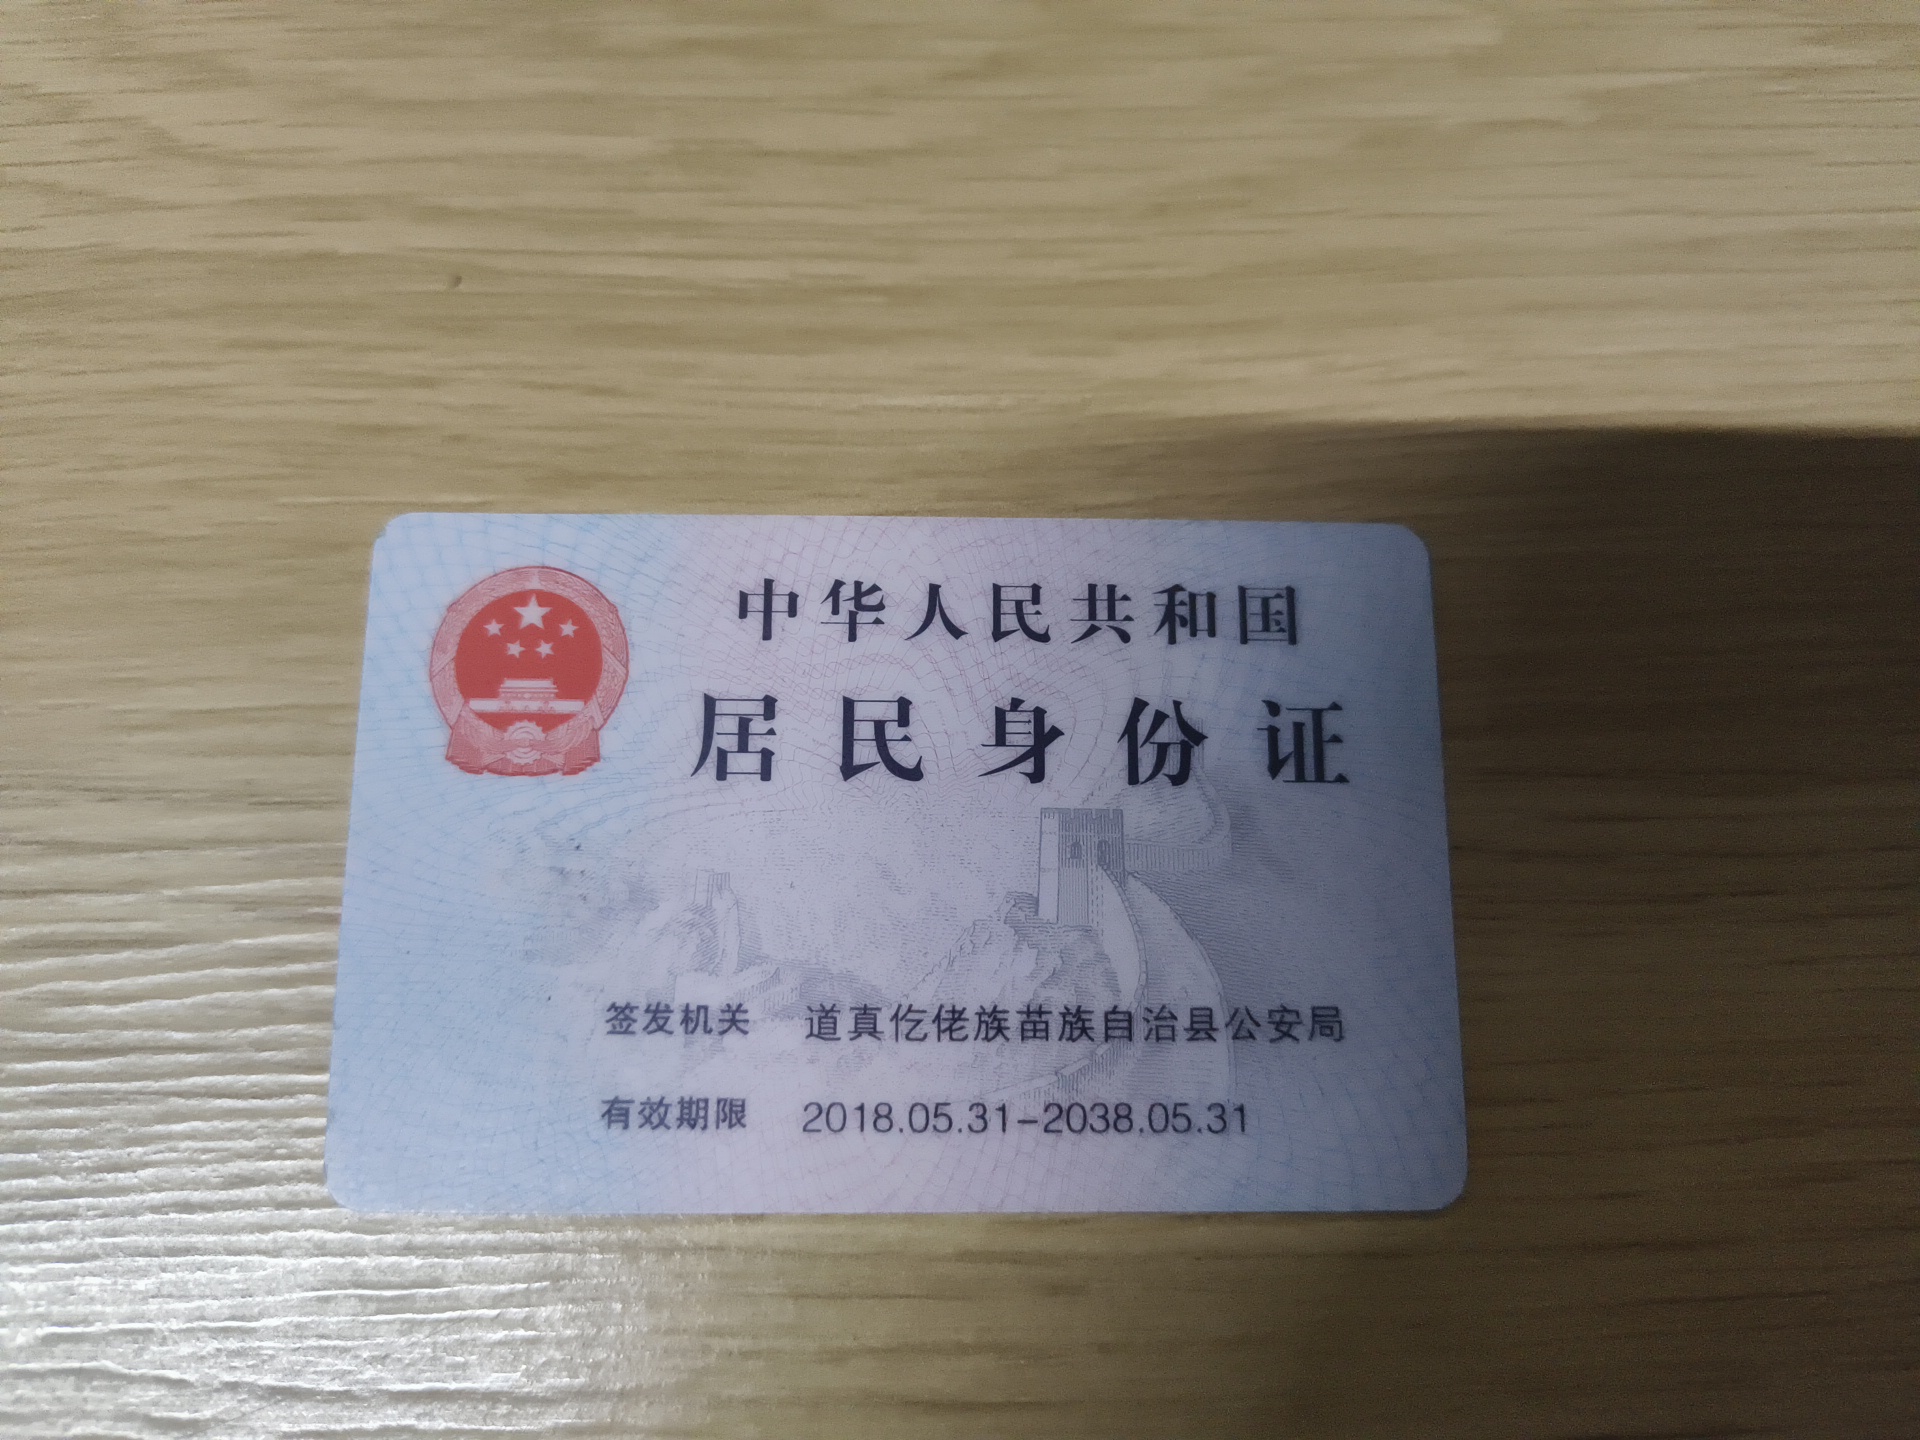 中华人民共和国
居民身份证
签发机关 道真仡佬族苗族自治县公安局
有效期限 2018.05.31-2038.05.31